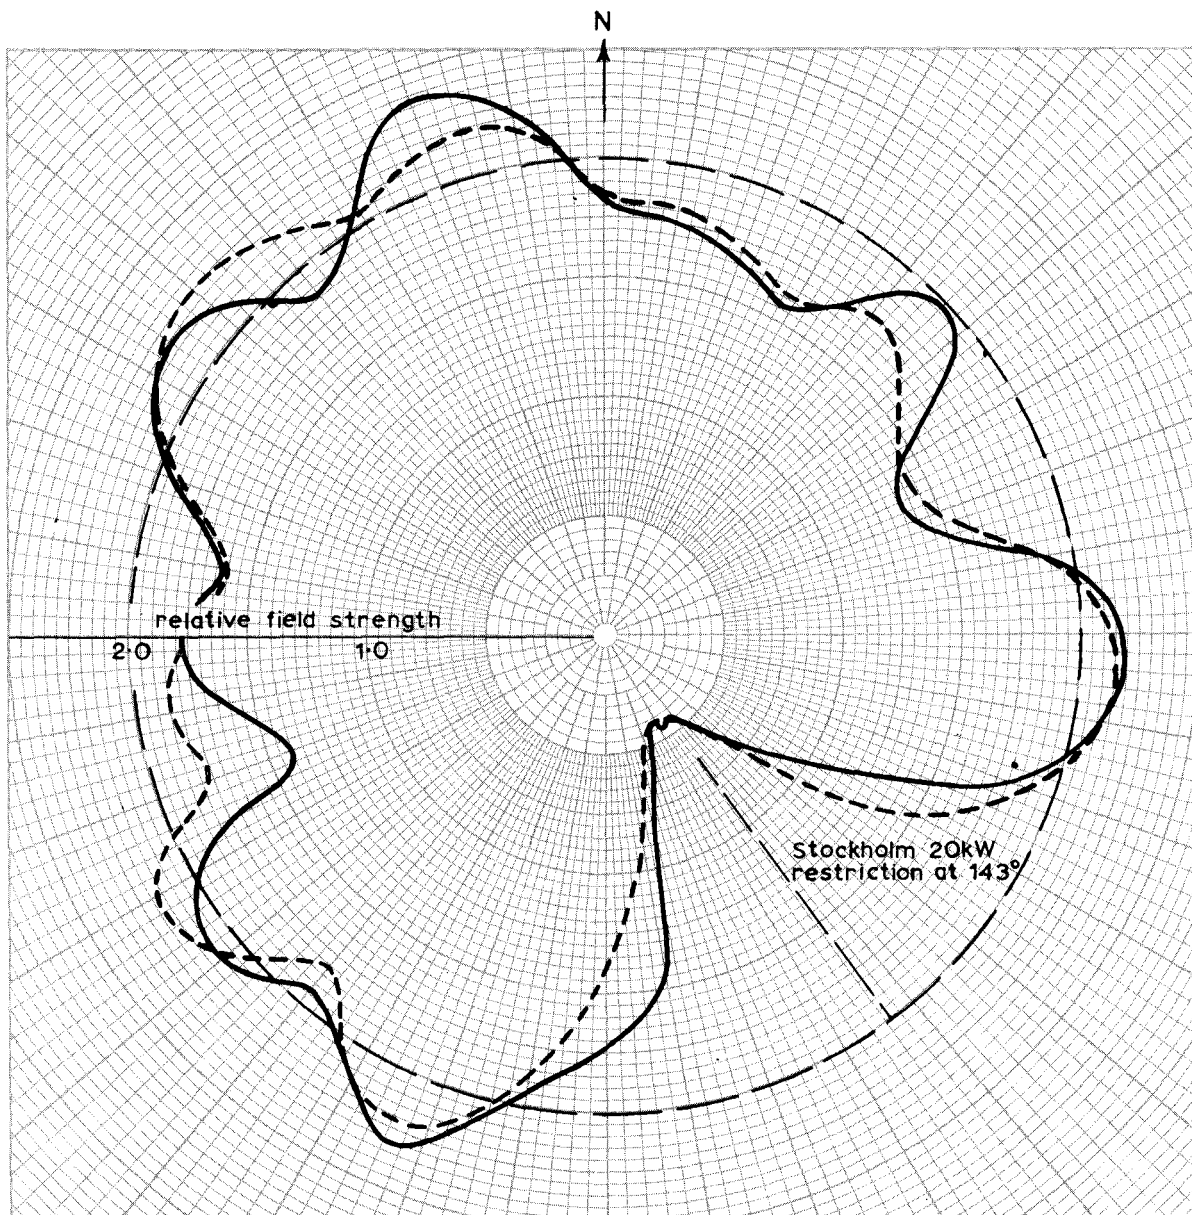 N
relative field strength
2·0 1·0
Stockholm 20kW
restriction at 143°